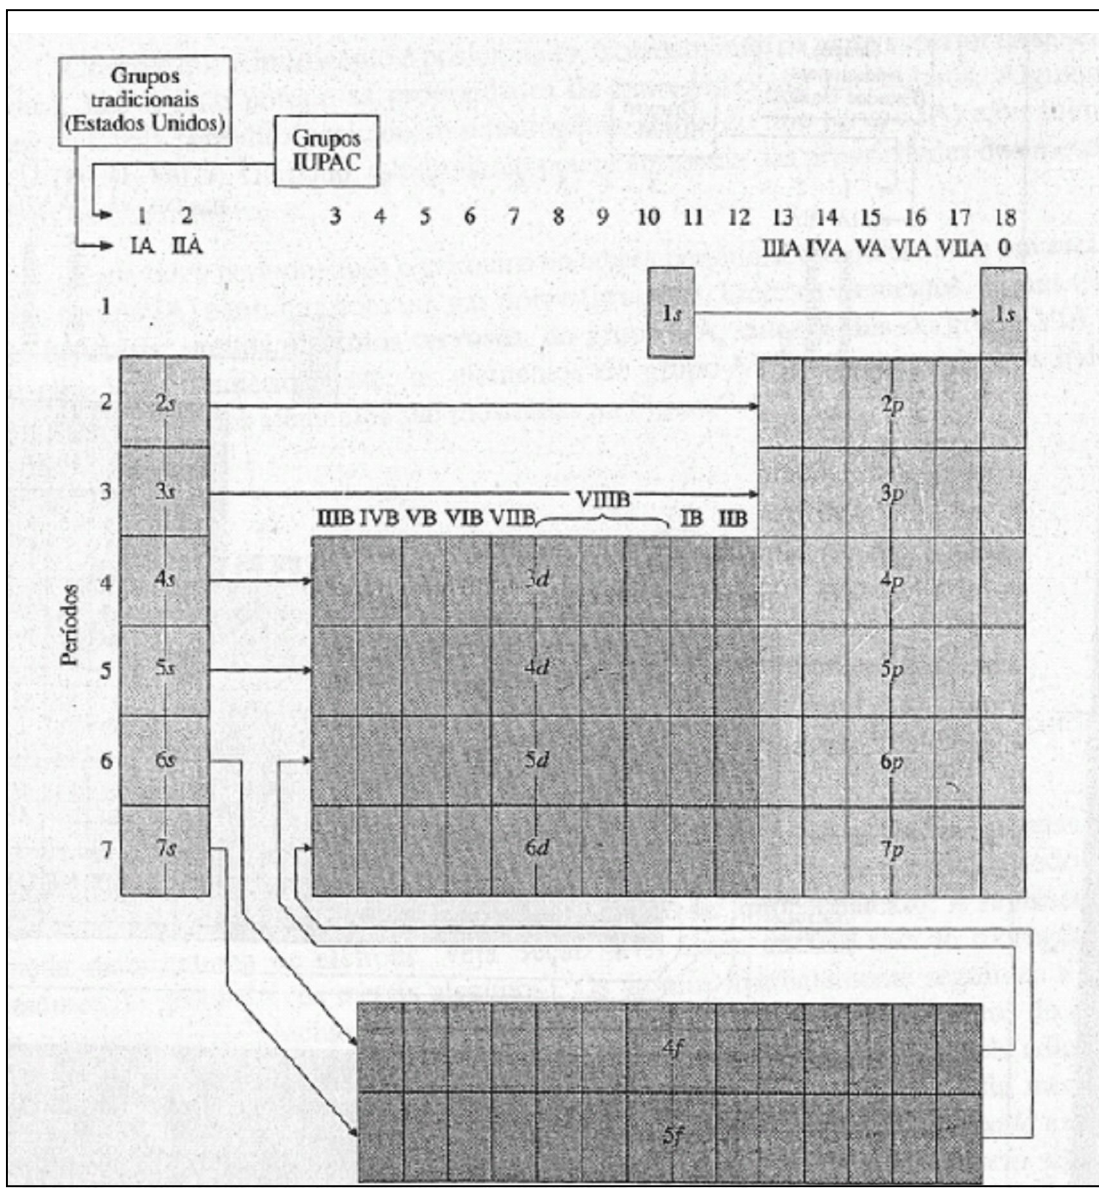 Grupos
tradicionales
(Estados Unidos)
Grupos
IUPAC
1 2 3 4 5 6 7 8 9 10 11 12 13 14 15 16 17 18
IA IIA IIIA IVA VA VIA VIIA 0
1 1s 1s
2 2s 2p
3 3s 3p
VIIIB
IIIB IVB VB VIB VIIB IB IIB
4 4s 3d 4p
Períodos
5 5s 4d 5p
6 6s 5d 6p
7 7s 6d 7p
4f
5f